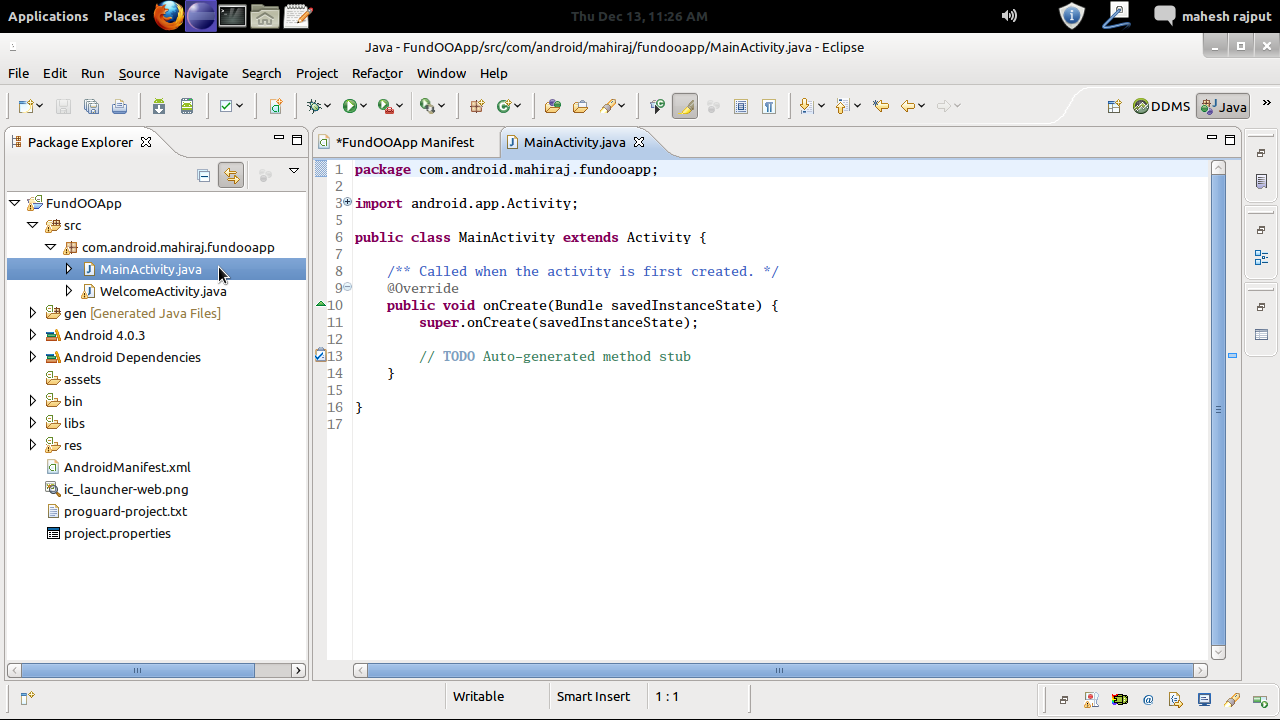 Applications Places Thu Dec 13, 11:26 AM mahesh rajput
Java - FundOOApp/src/com/android/mahiraj/fundooapp/MainActivity.java - Eclipse
File Edit Run Source Navigate Search Project Refactor Window Help
DDMS Java
Package Explorer
*FundOOApp Manifest MainActivity.java
FundOOApp
src
com.android.mahiraj.fundooapp
MainActivity.java
WelcomeActivity.java
gen [Generated Java Files]
Android 4.0.3
Android Dependencies
assets
bin
libs
res
AndroidManifest.xml
ic_launcher-web.png
proguard-project.txt
project.properties
1 package com.android.mahiraj.fundooapp;
2
3 import android.app.Activity;
5
6 public class MainActivity extends Activity {
7
8 /** Called when the activity is first created. */
9 @Override
10 public void onCreate(Bundle savedInstanceState) {
11 super.onCreate(savedInstanceState);
12
13 // TODO Auto-generated method stub
14 }
15
16 }
17
Writable Smart Insert 1 : 1